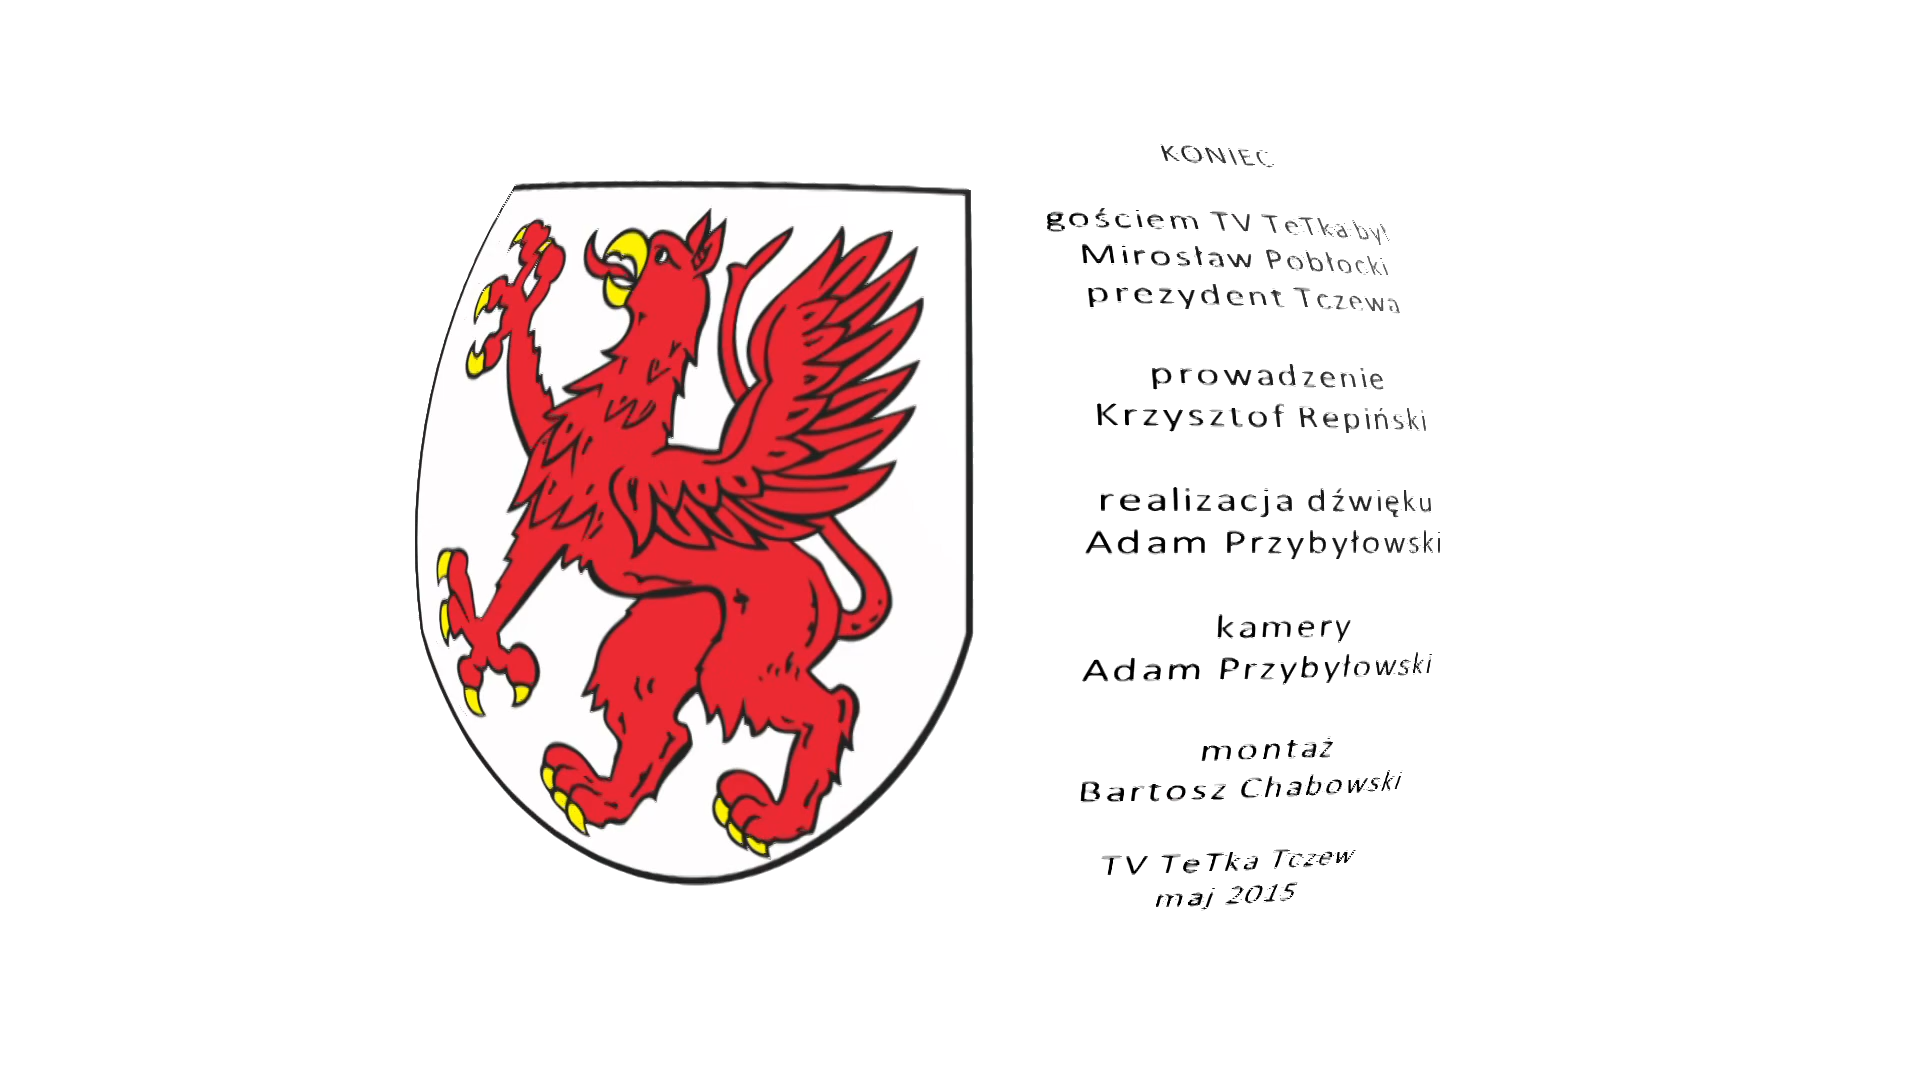 KONIEC
gościem TV TeTka był
Mirosław Pobłocki
prezydent Tczewa
prowadzenie
Krzysztof Repiński
realizacja dźwięku
Adam Przybyłowski
kamery
Adam Przybyłowski
montaż
Bartosz Chabowski
TV TeTka Tczew
maj 2015